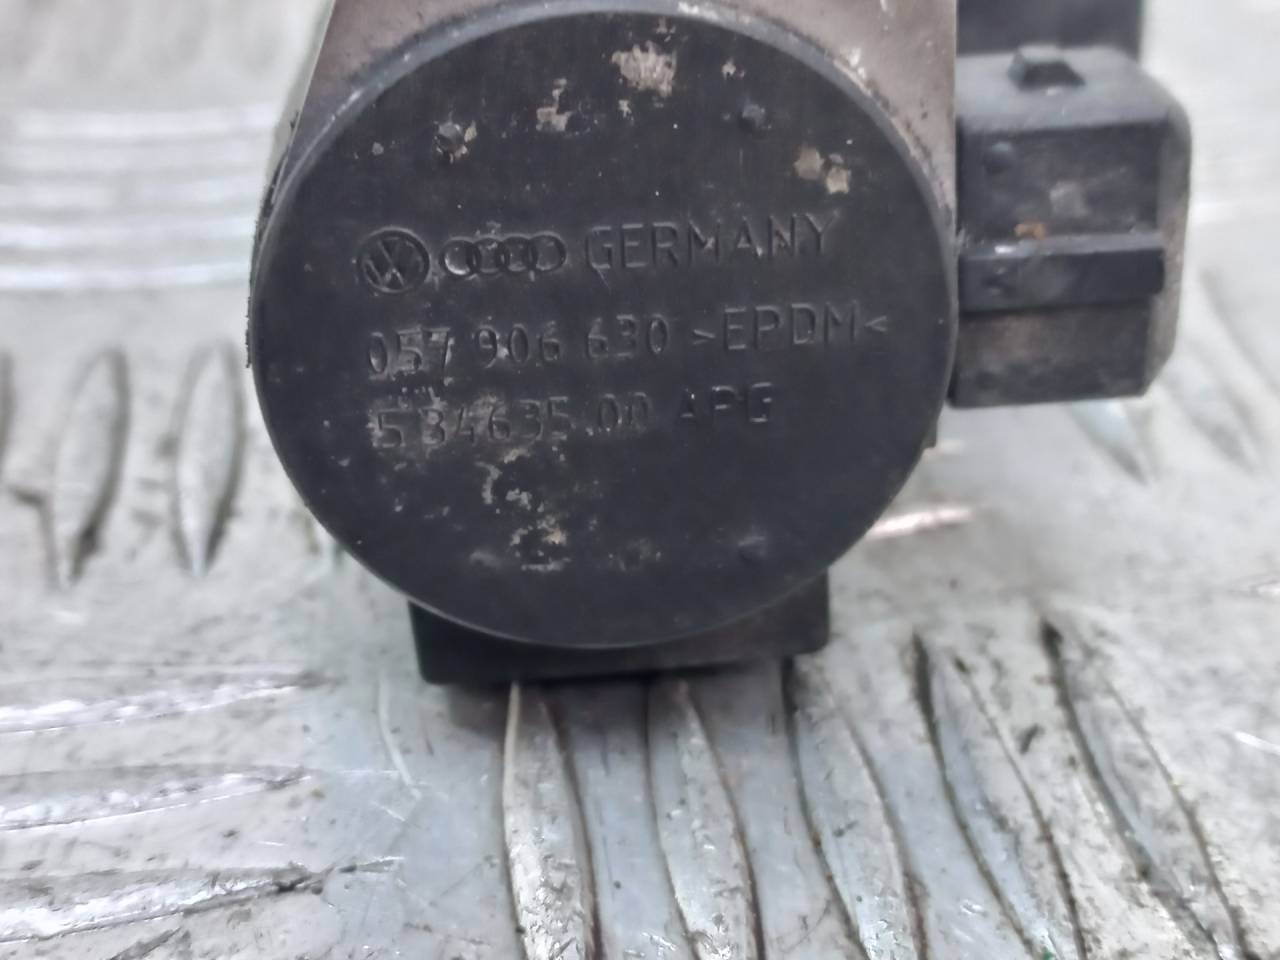 GERMANY
057 906 630 >EPDM<
5 34635 00 APG